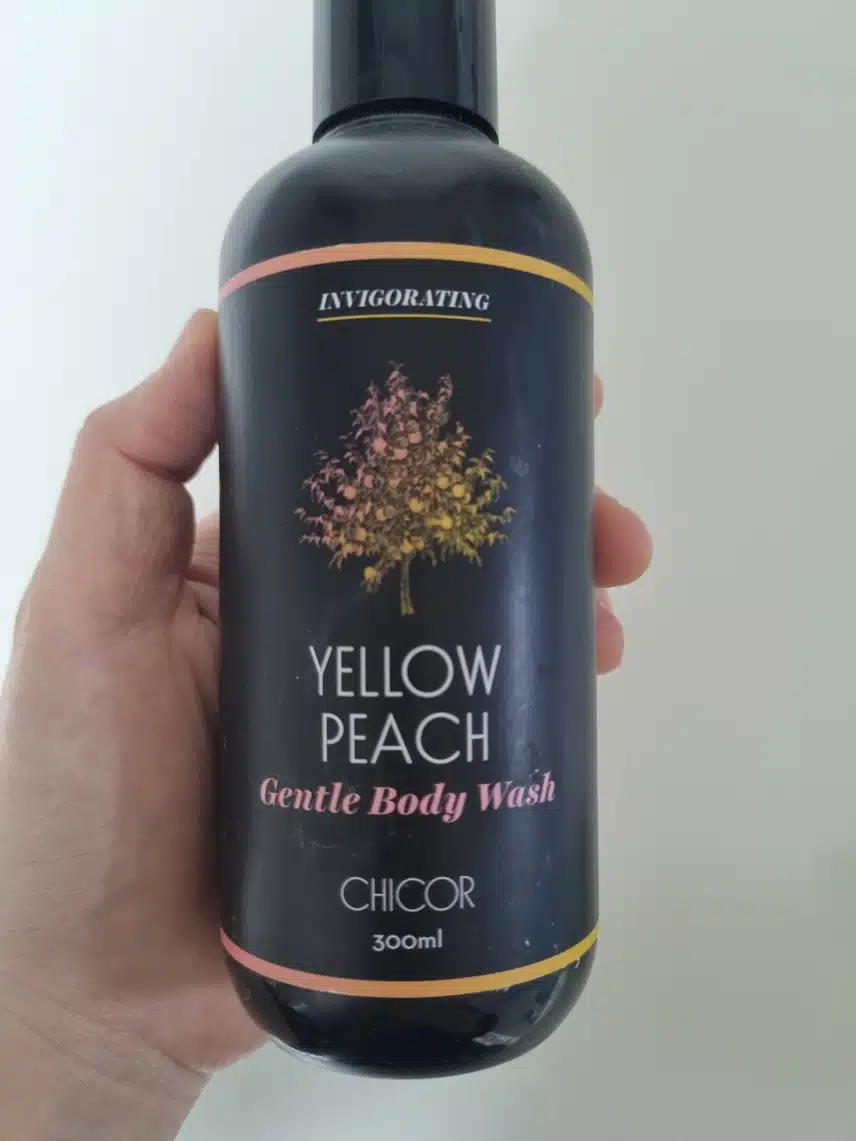 INVIGORATING
YELLOW
PEACH
Gentle Body Wash
CHICOR
300ml